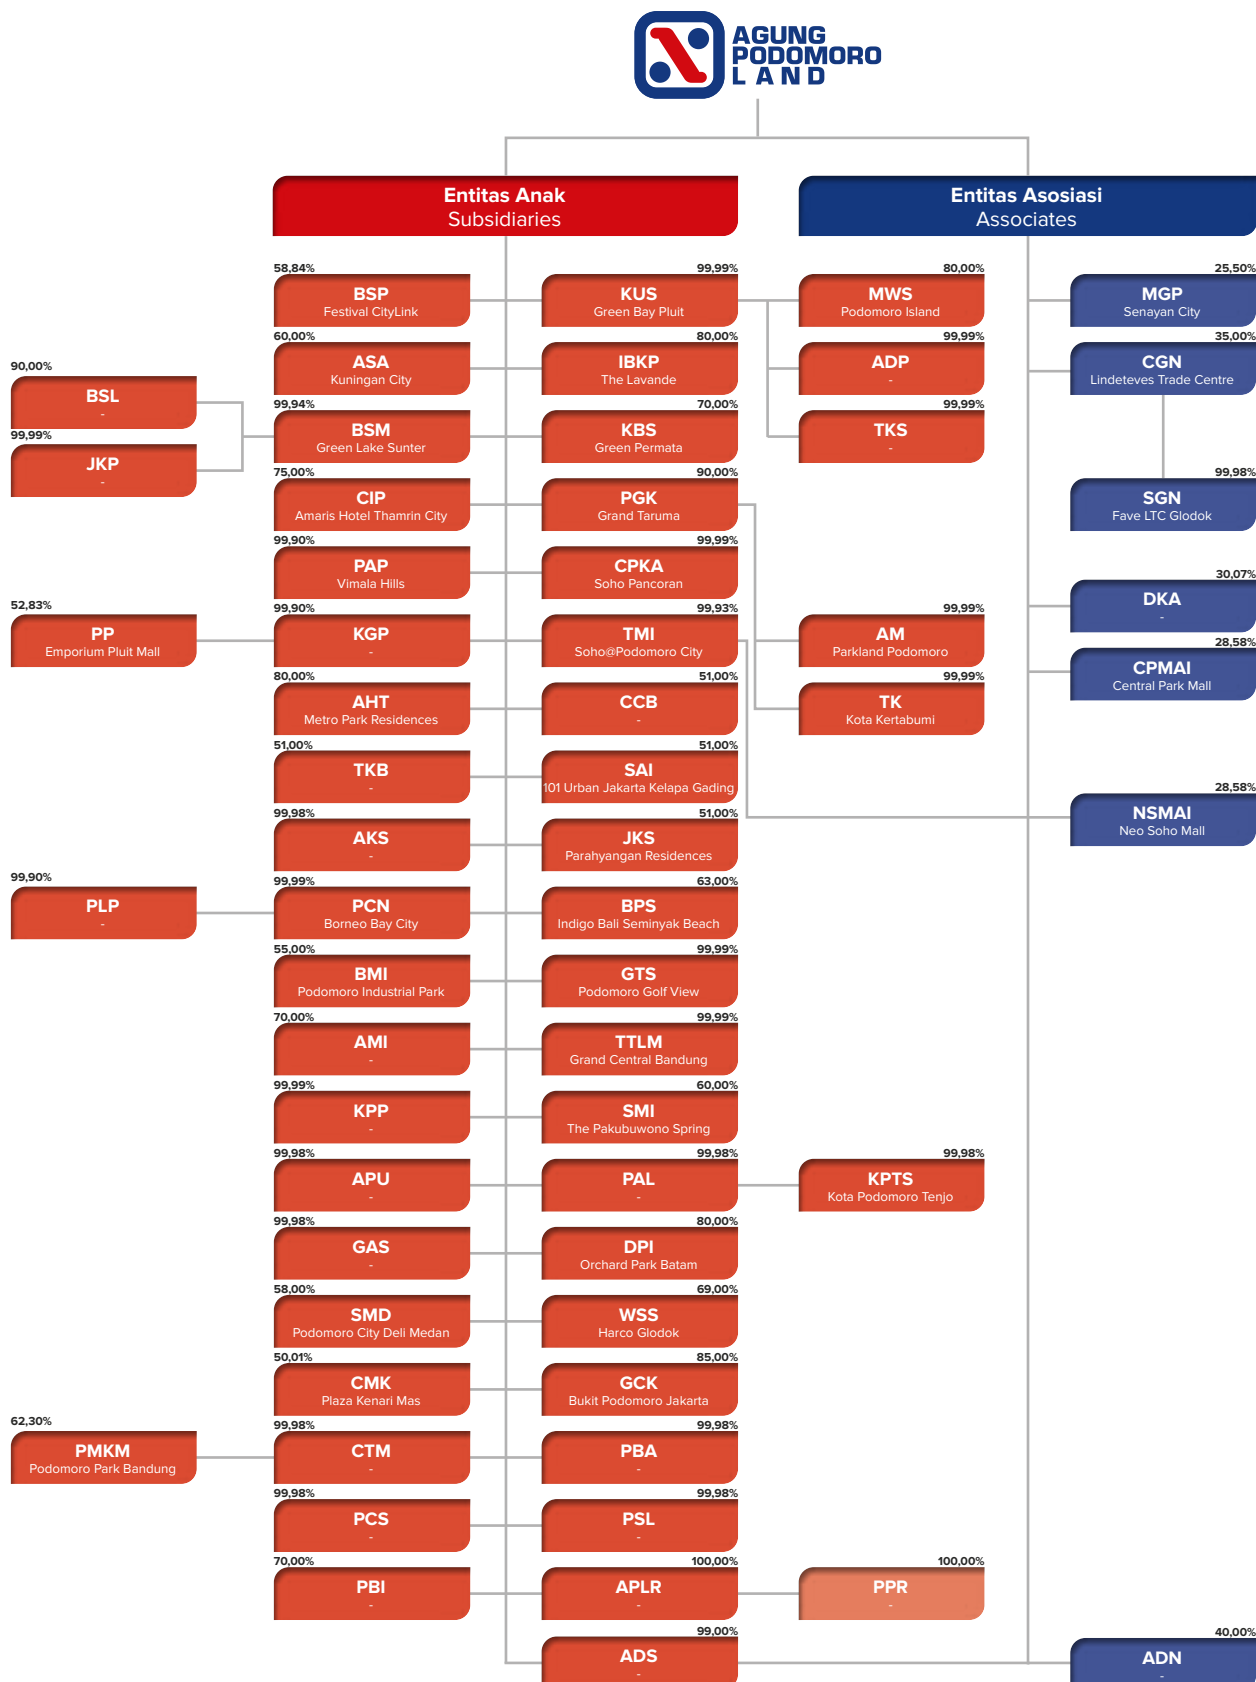 AGUNG
PODOMORO
LAND
Entitas Anak
Subsidiaries
Entitas Asosiasi
Associates
58,84%
BSP
Festival CityLink
99,99%
KUS
Green Bay Pluit
80,00%
MWS
Podomoro Island
25,50%
MGP
Senayan City
60,00%
ASA
Kuningan City
80,00%
IBKP
The Lavande
99,99%
ADP
-
35,00%
CGN
Lindeteves Trade Centre
90,00%
BSL
-
99,94%
BSM
Green Lake Sunter
70,00%
KBS
Green Permata
99,99%
TKS
-
99,99%
JKP
-
75,00%
CIP
Amaris Hotel Thamrin City
90,00%
PGK
Grand Taruma
99,98%
SGN
Fave LTC Glodok
99,90%
PAP
Vimala Hills
99,99%
CPKA
Soho Pancoran
30,07%
DKA
-
52,83%
PP
Emporium Pluit Mall
99,90%
KGP
-
99,93%
TMI
Soho@Podomoro City
99,99%
AM
Parkland Podomoro
28,58%
CPMAI
Central Park Mall
80,00%
AHT
Metro Park Residences
51,00%
CCB
-
99,99%
TK
Kota Kertabumi
51,00%
TKB
-
51,00%
SAI
101 Urban Jakarta Kelapa Gading
28,58%
NSMAI
Neo Soho Mall
99,98%
AKS
-
51,00%
JKS
Parahyangan Residences
99,90%
PLP
-
99,99%
PCN
Borneo Bay City
63,00%
BPS
Indigo Bali Seminyak Beach
55,00%
BMI
Podomoro Industrial Park
99,99%
GTS
Podomoro Golf View
70,00%
AMI
-
99,99%
TTLM
Grand Central Bandung
99,99%
KPP
-
60,00%
SMI
The Pakubuwono Spring
99,98%
APU
-
99,98%
PAL
-
99,98%
KPTS
Kota Podomoro Tenjo
99,98%
GAS
-
80,00%
DPI
Orchard Park Batam
58,00%
SMD
Podomoro City Deli Medan
69,00%
WSS
Harco Glodok
50,01%
CMK
Plaza Kenari Mas
85,00%
GCK
Bukit Podomoro Jakarta
62,30%
PMKM
Podomoro Park Bandung
99,98%
CTM
-
99,98%
PBA
-
99,98%
PCS
-
99,98%
PSL
-
70,00%
PBI
-
100,00%
APLR
-
100,00%
PPR
-
99,00%
ADS
-
40,00%
ADN
-